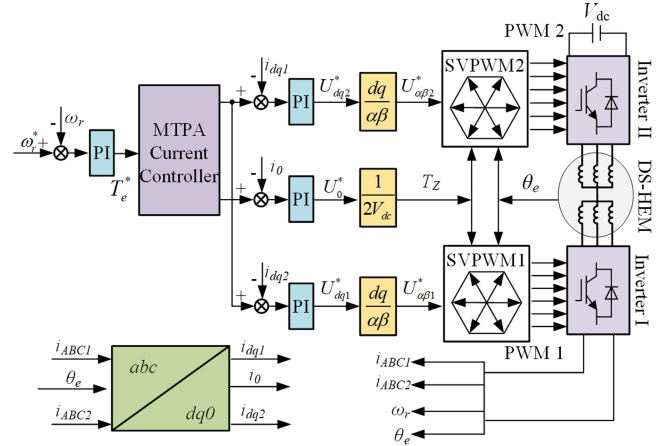 PWM 2
V_dc
i_dq1
SVPWM2
U*_dq2
U*_αβ2
+
-
PI
dq
αβ
Inverter II
ω_r
-
ω*_r
+
PI
MTPA
Current
Controller
T*_e
i_0
+
-
PI
U*_0
1
2V_dc
T_Z
θ_e
DS-HEM
i_dq2
+
-
PI
U*_dq1
dq
αβ
U*_αβ1
SVPWM1
Inverter I
PWM 1
i_ABC1
θ_e
i_ABC2
abc
dq0
i_dq1
i_0
i_dq2
i_ABC1
i_ABC2
ω_r
θ_e